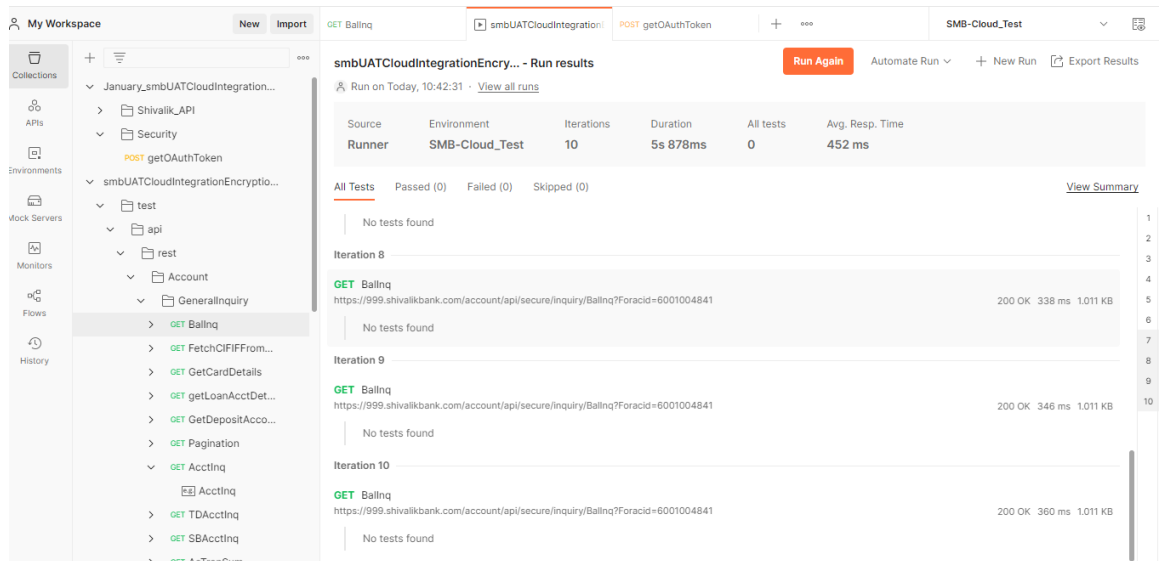 My Workspace
New
Import
Collections
APIs
Environments
Mock Servers
Monitors
Flows
History
January_smbUATCloudIntegration...
Shivalik_API
Security
POST getOAuthToken
smbUATCloudIntegrationEncryptio...
test
api
rest
Account
GeneralInquiry
GET BalInq
GET FetchCIFIFFrom...
GET GetCardDetails
GET getLoanAcctDet...
GET GetDepositAcco...
GET Pagination
GET AcctInq
e.g. AcctInq
GET TDAcctInq
GET SBAcctInq
GET BalInq
smbUATCloudIntegration
POST getOAuthToken
SMB-Cloud_Test
smbUATCloudIntegrationEncry... - Run results
Run Again
Automate Run
New Run
Export Results
Run on Today, 10:42:31 · View all runs
Source Environment Iterations Duration All tests Avg. Resp. Time
Runner SMB-Cloud_Test 10 5s 878ms 0 452 ms
All Tests Passed (0) Failed (0) Skipped (0) View Summary
No tests found
Iteration 8
GET BalInq
https://999.shivalikbank.com/account/api/secure/inquiry/BalInq?Foracid=6001004841 200 OK 338 ms 1.011 KB
No tests found
Iteration 9
GET BalInq
https://999.shivalikbank.com/account/api/secure/inquiry/BalInq?Foracid=6001004841 200 OK 346 ms 1.011 KB
No tests found
Iteration 10
GET BalInq
https://999.shivalikbank.com/account/api/secure/inquiry/BalInq?Foracid=6001004841 200 OK 360 ms 1.011 KB
No tests found
1
2
3
4
5
6
7
8
9
10